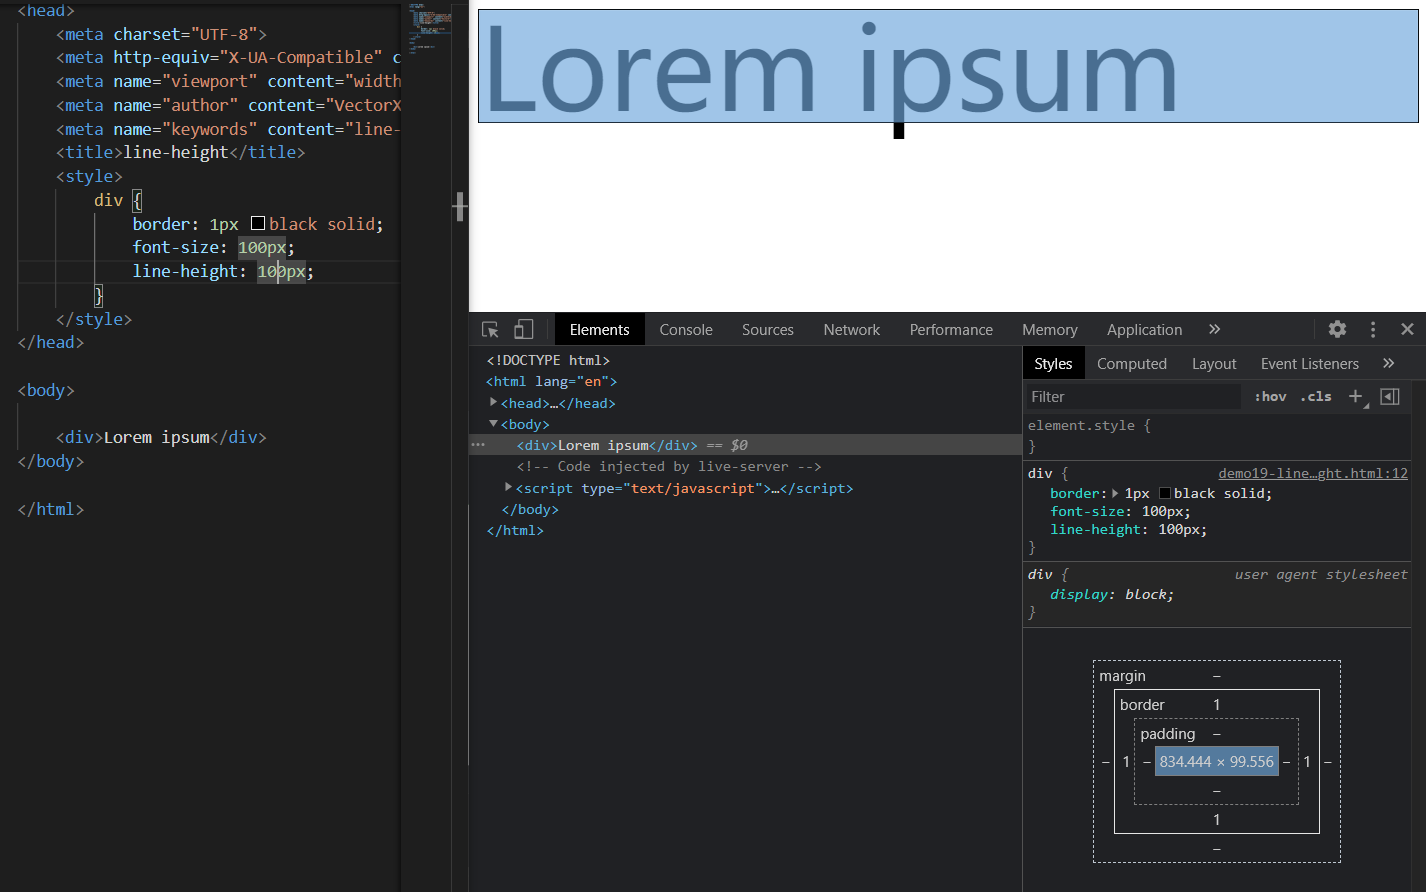 <head>
<meta charset="UTF-8">
<meta http-equiv="X-UA-Compatible" c
<meta name="viewport" content="width
<meta name="author" content="VectorX
<meta name="keywords" content="line-
<title>line-height</title>
<style>
div {
border: 1px black solid;
font-size: 100px;
line-height: 100px;
}
</style>
</head>
<body>
<div>Lorem ipsum</div>
</body>
</html>
Lorem ipsum
Elements Console Sources Network Performance Memory Application »
<!DOCTYPE html>
<html lang="en">
<head>…</head>
<body>
<div>Lorem ipsum</div> == $0
<!-- Code injected by live-server -->
<script type="text/javascript">…</script>
</body>
</html>
Styles Computed Layout Event Listeners »
Filter :hov .cls +
element.style {
}
div { demo19-line…ght.html:12
border: 1px black solid;
font-size: 100px;
line-height: 100px;
}
div { user agent stylesheet
display: block;
}
margin –
border 1
padding –
– 1 – 834.444 × 99.556 – 1 –
–
1
–